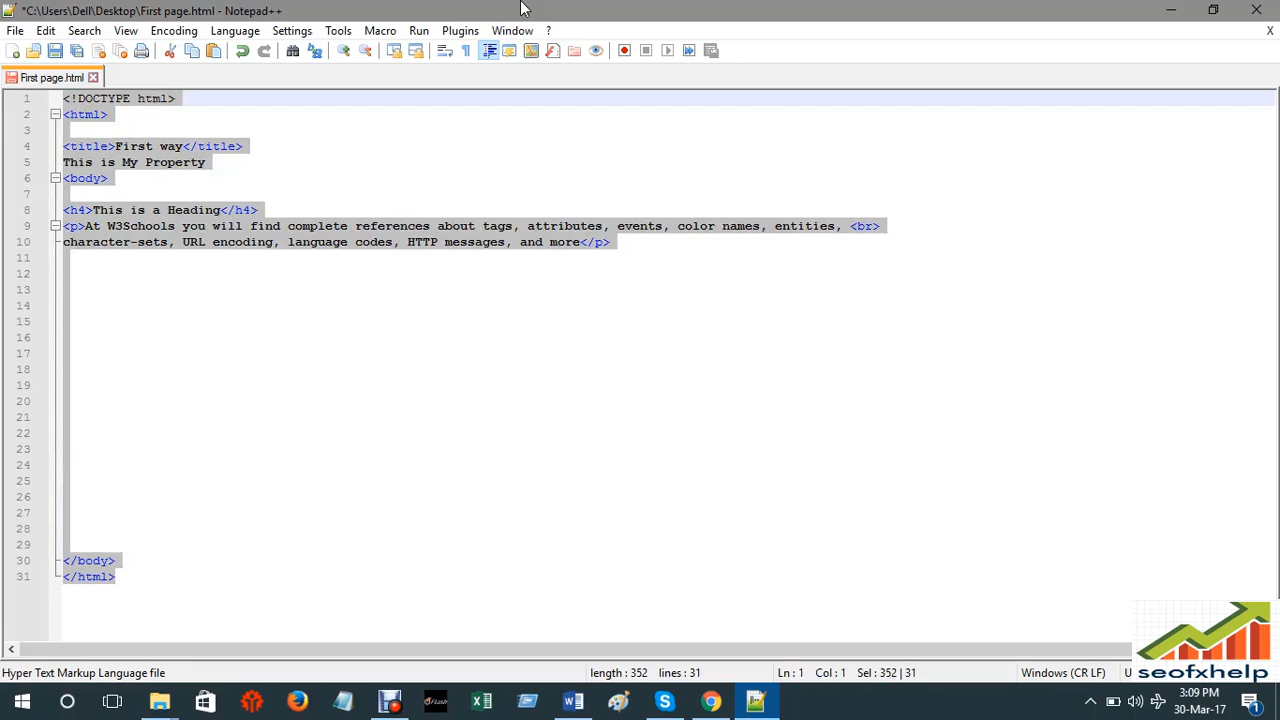 *C:\Users\Dell\Desktop\First page.html - Notepad++
File Edit Search View Encoding Language Settings Tools Macro Run Plugins Window ? X
First page.html
1 <!DOCTYPE html>
2 <html>
3
4 <title>First way</title>
5 This is My Property
6 <body>
7
8 <h4>This is a Heading</h4>
9 <p>At W3Schools you will find complete references about tags, attributes, events, color names, entities, <br>
10 character-sets, URL encoding, language codes, HTTP messages, and more</p>
11
12
13
14
15
16
17
18
19
20
21
22
23
24
25
26
27
28
29
30 </body>
31 </html>
seofxhelp
Hyper Text Markup Language file length : 352 lines : 31 Ln : 1 Col : 1 Sel : 352 | 31 Windows (CR LF) U
3:09 PM
30-Mar-17